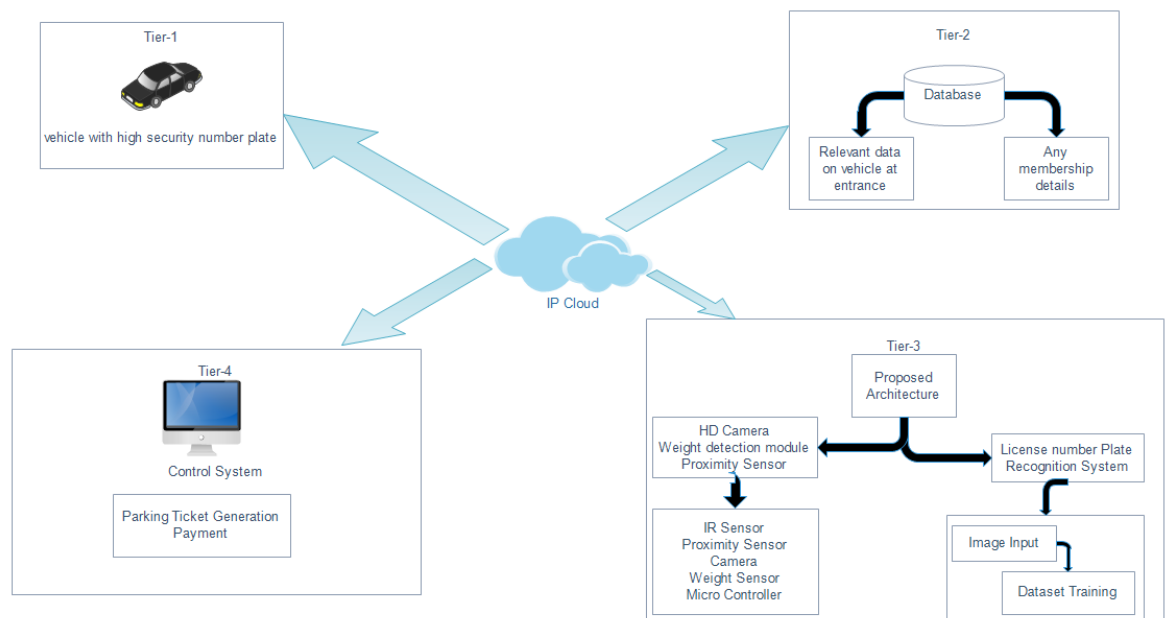 Tier-1
vehicle with high security number plate
Tier-2
Database
Relevant data
on vehicle at
entrance
Any
membership
details
IP Cloud
Tier-3
Proposed
Architecture
HD Camera
Weight detection module
Proximity Sensor
License number Plate
Recognition System
IR Sensor
Proximity Sensor
Camera
Weight Sensor
Micro Controller
Image Input
Dataset Training
Tier-4
Control System
Parking Ticket Generation
Payment